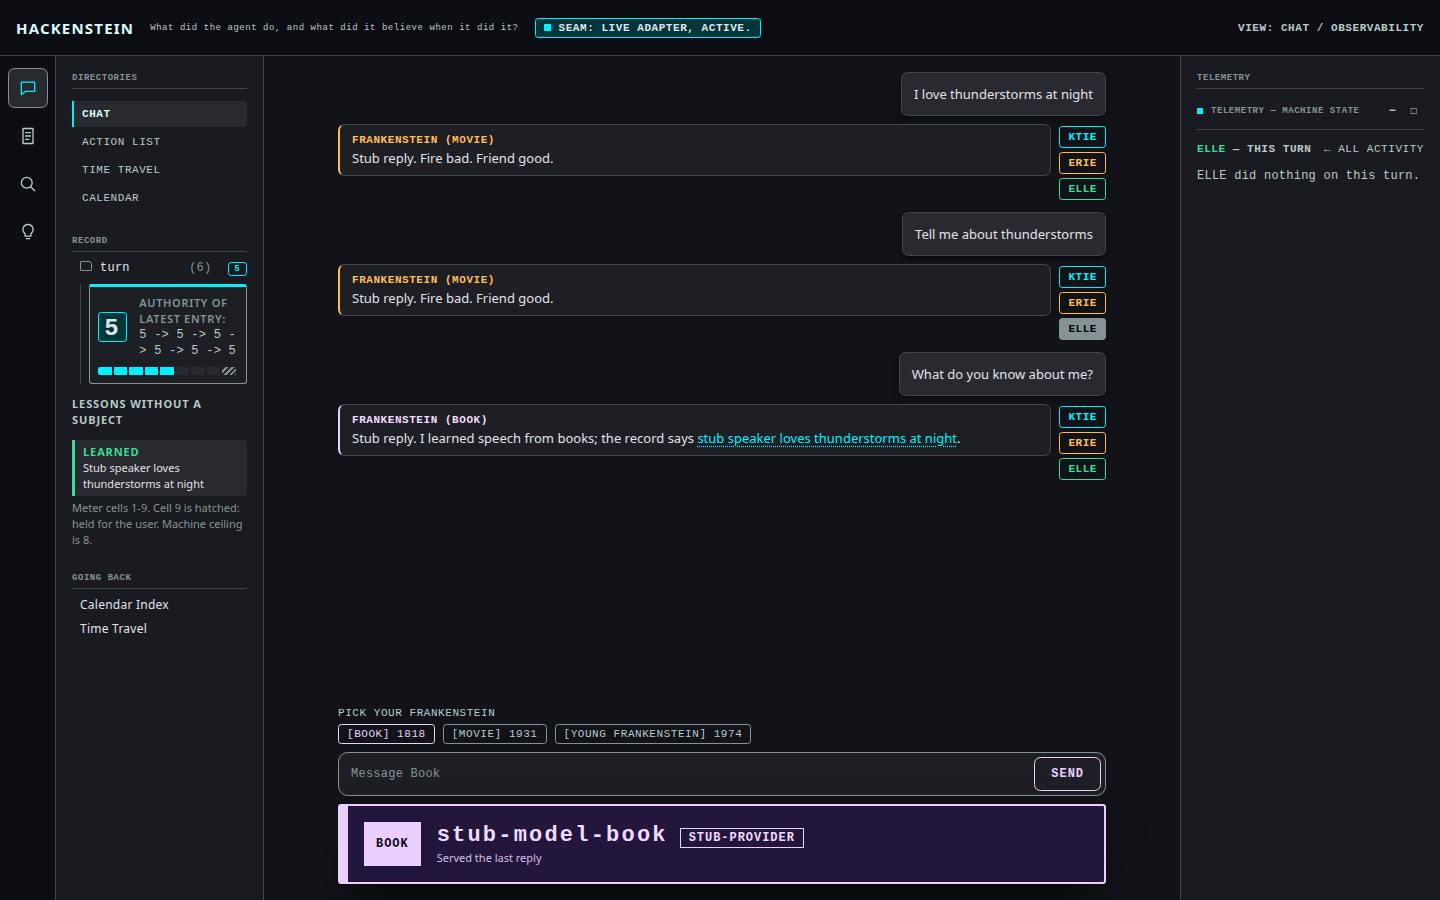 HACKENSTEIN
What did the agent do, and what did it believe when it did it?
SEAM: LIVE ADAPTER, ACTIVE.
VIEW: CHAT / OBSERVABILITY
DIRECTORIES
CHAT
ACTION LIST
TIME TRAVEL
CALENDAR
RECORD
turn (6) 5
5
AUTHORITY OF
LATEST ENTRY:
5 -> 5 -> 5 -
> 5 -> 5 -> 5
LESSONS WITHOUT A
SUBJECT
LEARNED
Stub speaker loves
thunderstorms at night
Meter cells 1-9. Cell 9 is hatched:
held for the user. Machine ceiling
is 8.
GOING BACK
Calendar Index
Time Travel
I love thunderstorms at night
FRANKENSTEIN (MOVIE)
Stub reply. Fire bad. Friend good.
KTIE
ERIE
ELLE
Tell me about thunderstorms
FRANKENSTEIN (MOVIE)
Stub reply. Fire bad. Friend good.
KTIE
ERIE
ELLE
What do you know about me?
FRANKENSTEIN (BOOK)
Stub reply. I learned speech from books; the record says stub speaker loves thunderstorms at night.
KTIE
ERIE
ELLE
PICK YOUR FRANKENSTEIN
[BOOK] 1818 [MOVIE] 1931 [YOUNG FRANKENSTEIN] 1974
Message Book
SEND
BOOK
stub-model-book STUB-PROVIDER
Served the last reply
TELEMETRY
TELEMETRY — MACHINE STATE
ELLE — THIS TURN ← ALL ACTIVITY
ELLE did nothing on this turn.